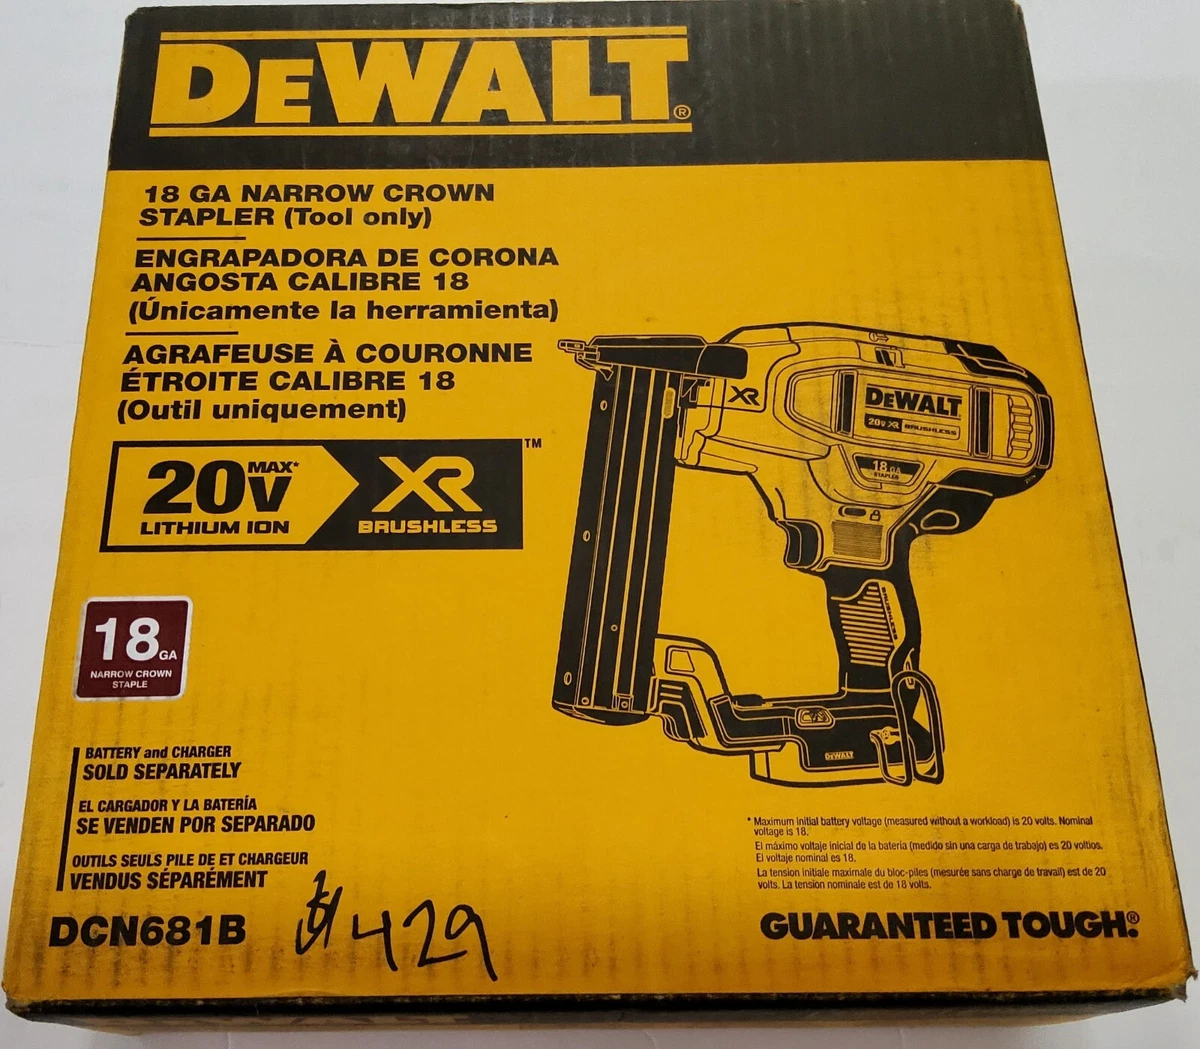 DEWALT®
18 GA NARROW CROWN
STAPLER (Tool only)
ENGRAPADORA DE CORONA
ANGOSTA CALIBRE 18
(Únicamente la herramienta)
AGRAFEUSE À COURONNE
ÉTROITE CALIBRE 18
(Outil uniquement)
20V MAX*
LITHIUM ION
XR
BRUSHLESS
™
XR
DEWALT
20V XR BRUSHLESS
18 GA
STAPLER
BRUSHLESS
DEWALT
18 GA
NARROW CROWN
STAPLE
BATTERY and CHARGER
SOLD SEPARATELY
EL CARGADOR Y LA BATERÍA
SE VENDEN POR SEPARADO
OUTILS SEULS PILE DE ET CHARGEUR
VENDUS SÉPARÉMENT
DCN681B
429
* Maximum initial battery voltage (measured without a workload) is 20 volts. Nominal
voltage is 18.
El máximo voltaje inicial de la batería (medido sin una carga de trabajo) es 20 voltios.
El voltaje nominal es 18.
La tension initiale maximale du bloc-piles (mesurée sans charge de travail) est de 20
volts. La tension nominale est de 18 volts.
GUARANTEED TOUGH®.